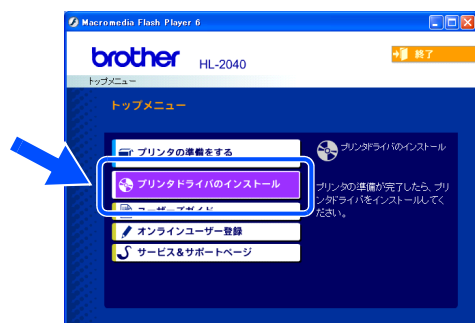 Macromedia Flash Player 6
brother HL-2040
終了
トップメニュー
トップメニュー
プリンタの準備をする
プリンタドライバのインストール
ユーザーズガイド
オンラインユーザー登録
サービス&サポートページ
プリンタドライバのインストール
プリンタの準備が完了したら、プリ
ンタドライバをインストールしてく
ださい。